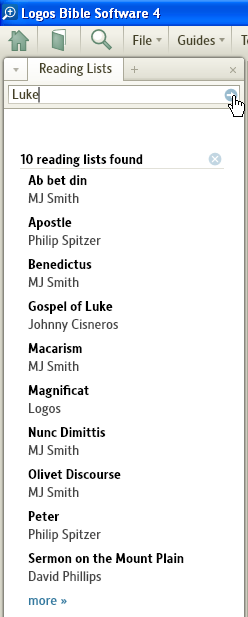 Logos Bible Software 4
File Guides
Reading Lists
Luke
10 reading lists found
Ab bet din
MJ Smith
Apostle
Philip Spitzer
Benedictus
MJ Smith
Gospel of Luke
Johnny Cisneros
Macarism
MJ Smith
Magnificat
Logos
Nunc Dimittis
MJ Smith
Olivet Discourse
MJ Smith
Peter
Philip Spitzer
Sermon on the Mount Plain
David Phillips
more »